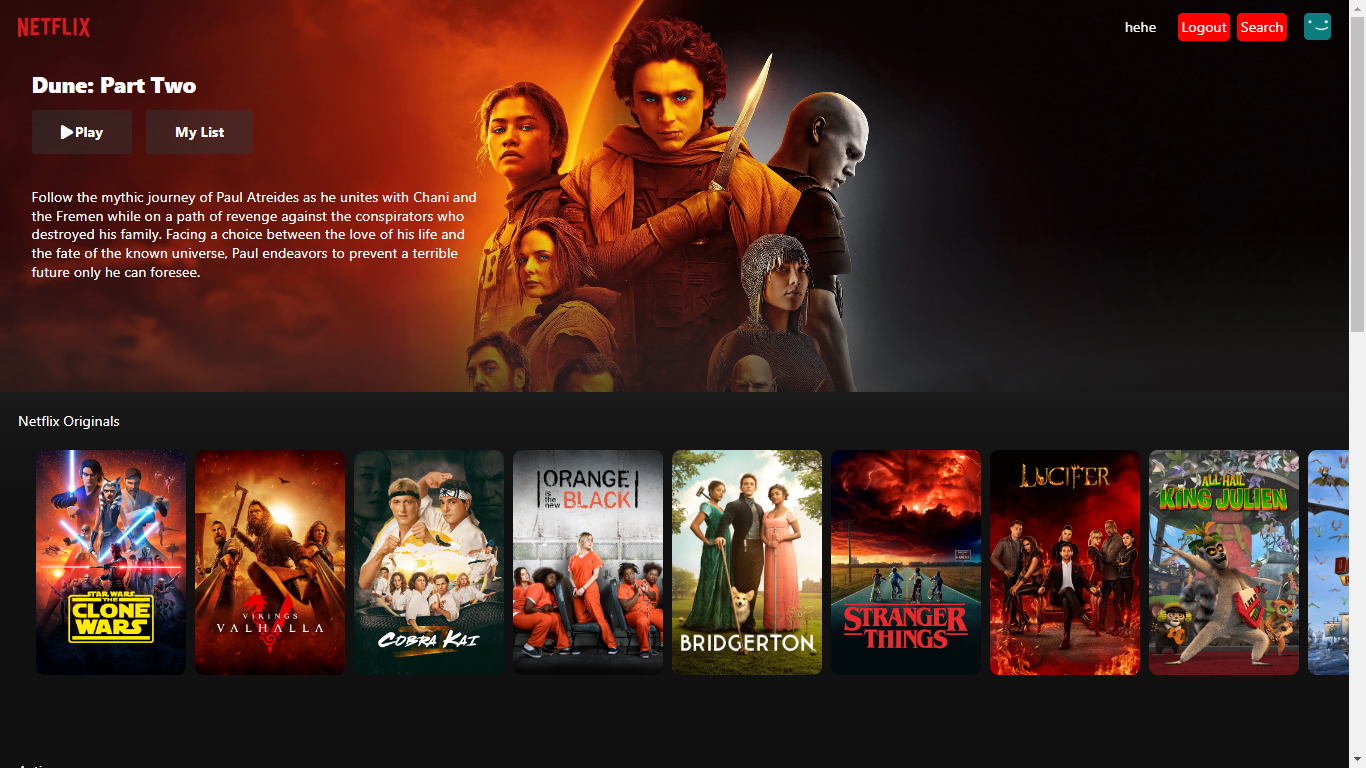 NETFLIX
hehe
Logout
Search
Dune: Part Two
Play
My List
Follow the mythic journey of Paul Atreides as he unites with Chani and
the Fremen while on a path of revenge against the conspirators who
destroyed his family. Facing a choice between the love of his life and
the fate of the known universe, Paul endeavors to prevent a terrible
future only he can foresee.
Netflix Originals
STAR WARS
THE
CLONE
WARS
VIKINGS
VALHALLA
COBRA KAI
ORANGE
is the new
BLACK
BRIDGERTON
STRANGER
THINGS
LUCIFER
ALL HAIL
KING JULIEN